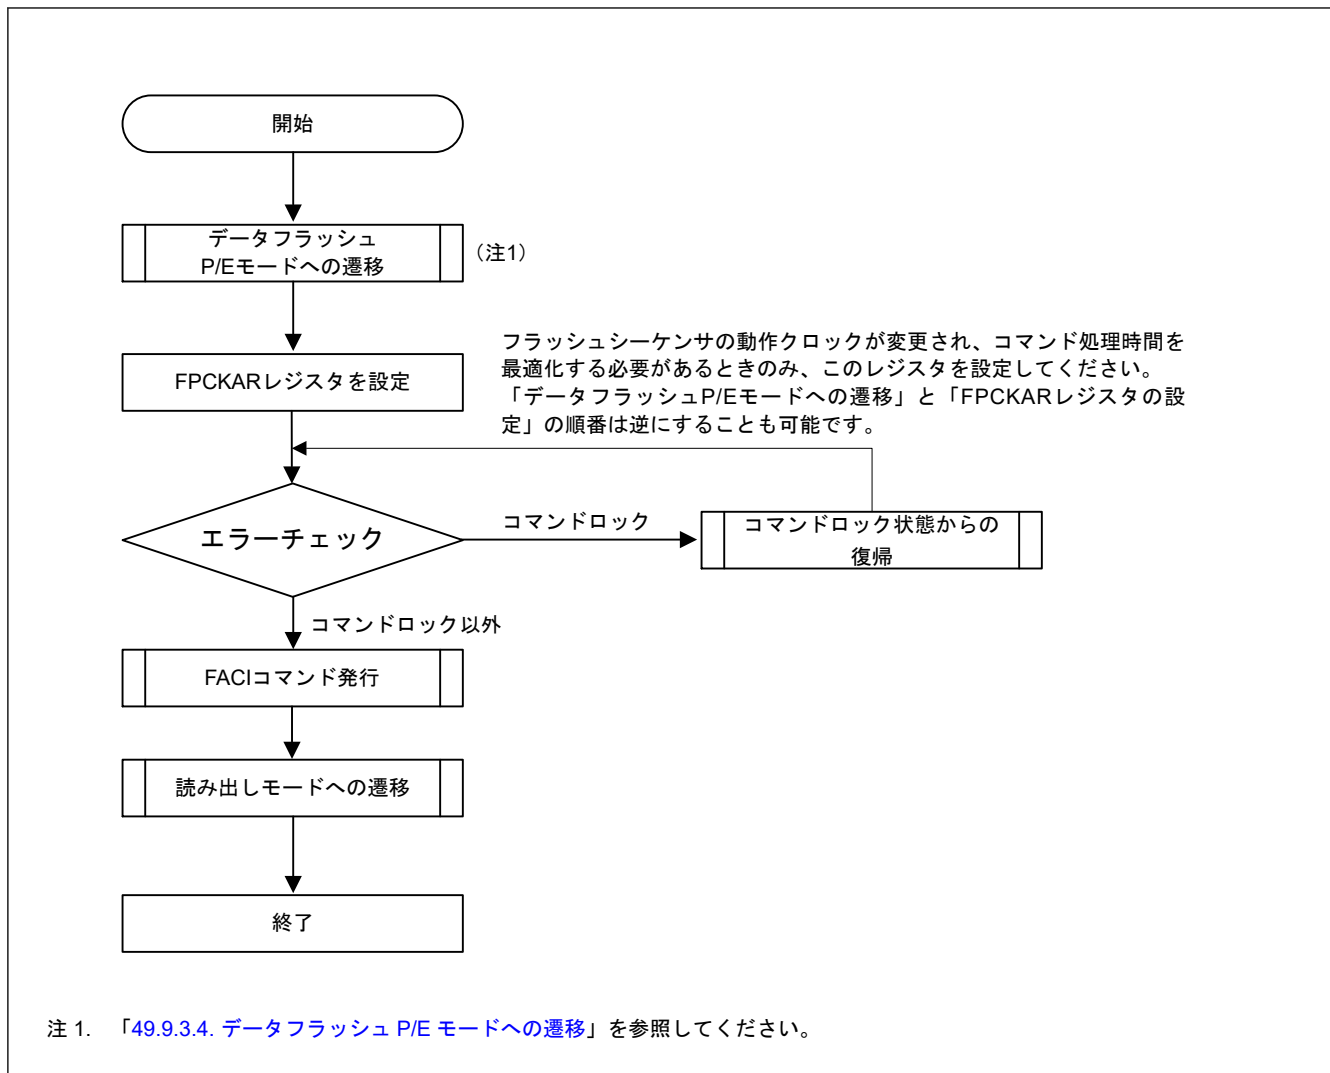 開始
データフラッシュ
P/Eモードへの遷移
（注1）
フラッシュシーケンサの動作クロックが変更され、コマンド処理時間を
最適化する必要があるときのみ、このレジスタを設定してください。
「データフラッシュP/Eモードへの遷移」と「FPCKARレジスタの設
定」の順番は逆にすることも可能です。
FPCKARレジスタを設定
エラーチェック
コマンドロック
コマンドロック状態からの
復帰
コマンドロック以外
FACIコマンド発行
読み出しモードへの遷移
終了
注 1. 「49.9.3.4. データフラッシュ P/E モードへの遷移」を参照してください。